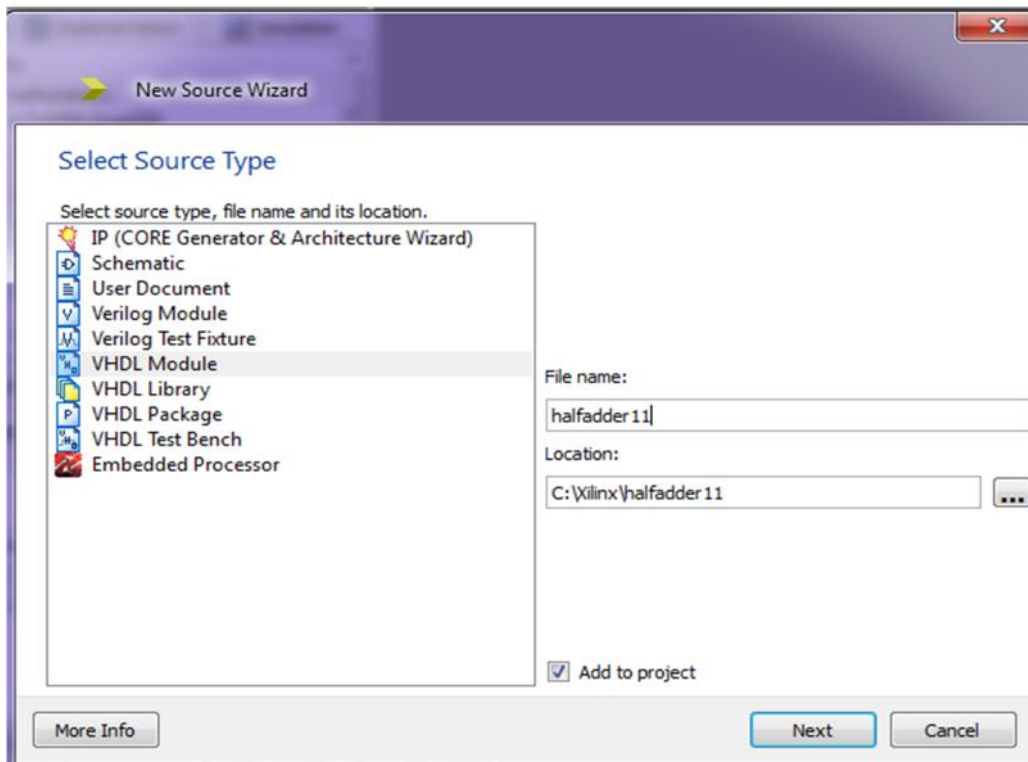 New Source Wizard
Select Source Type
Select source type, file name and its location.
IP (CORE Generator & Architecture Wizard)
Schematic
User Document
Verilog Module
Verilog Test Fixture
VHDL Module
VHDL Library
VHDL Package
VHDL Test Bench
Embedded Processor
File name:
halfadder11
Location:
C:\Xilinx\halfadder11
...
Add to project
More Info
Next
Cancel